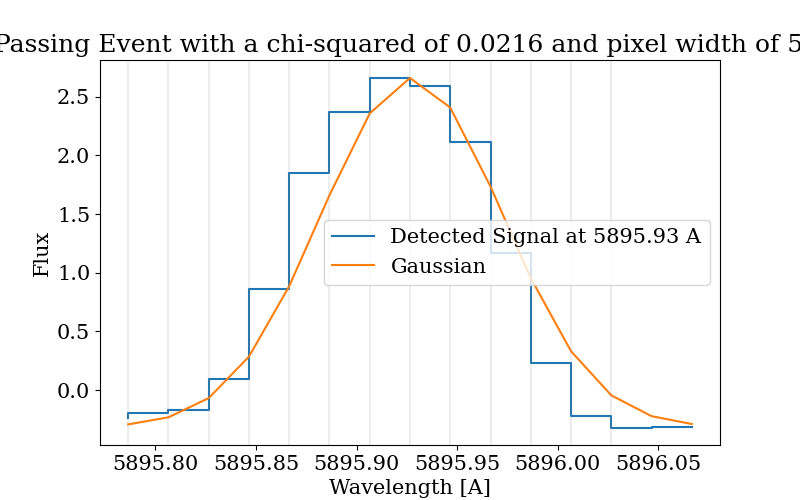 Passing Event with a chi-squared of 0.0216 and pixel width of 5
Flux
2.5
2.0
1.5
1.0
0.5
0.0
Detected Signal at 5895.93 A
Gaussian
5895.80 5895.85 5895.90 5895.95 5896.00 5896.05
Wavelength [A]